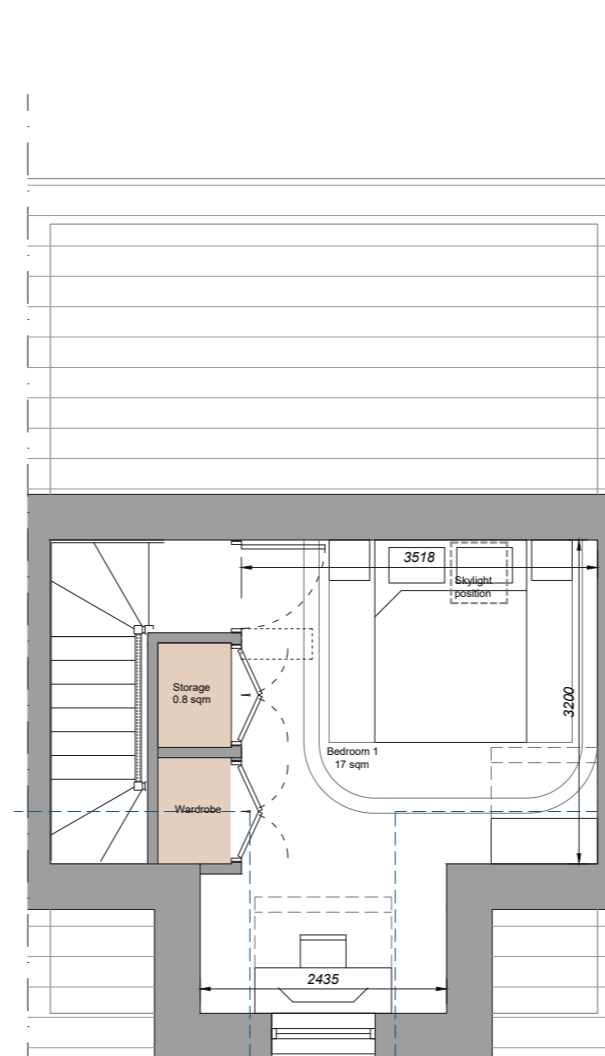 3518
Skylight
position
Storage
0.8 sqm
3200
Bedroom 1
17 sqm
Wardrobe
2435